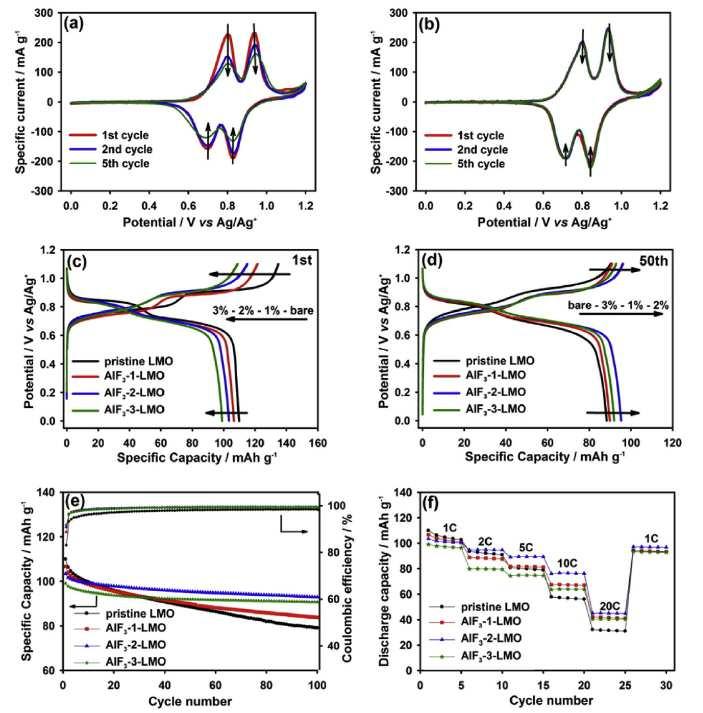 (a)
Specific current / mA g⁻¹
300
200
100
0
-100
-200
-300
1st cycle
2nd cycle
5th cycle
0.0 0.2 0.4 0.6 0.8 1.0 1.2
Potential / V vs Ag/Ag⁺
(b)
Specific current / mA g⁻¹
300
200
100
0
-100
-200
-300
1st cycle
2nd cycle
5th cycle
0.0 0.2 0.4 0.6 0.8 1.0 1.2
Potential / V vs Ag/Ag⁺
(c)
1st
Potential / V vs Ag/Ag⁺
1.2
1.0
0.8
0.6
0.4
0.2
0.0
3% - 2% - 1% - bare
pristine LMO
AlF₃-1-LMO
AlF₃-2-LMO
AlF₃-3-LMO
0 20 40 60 80 100 120 140 160
Specific Capacity / mAh g⁻¹
(d)
50th
Potential / V vs Ag/Ag⁺
1.2
1.0
0.8
0.6
0.4
0.2
0.0
bare - 3% - 1% - 2%
pristine LMO
AlF₃-1-LMO
AlF₃-2-LMO
AlF₃-3-LMO
0 20 40 60 80 100 120
Specific Capacity / mAh g⁻¹
(e)
Specific Capacity / mAh g⁻¹
140
120
100
80
60
100
80
60
40
Coulombic efficiency / %
pristine LMO
AlF₃-1-LMO
AlF₃-2-LMO
AlF₃-3-LMO
0 20 40 60 80 100
Cycle number
(f)
Discharge capacity / mAh g⁻¹
140
120
100
80
60
40
20
0
1C
2C
5C
10C
20C
1C
pristine LMO
AlF₃-1-LMO
AlF₃-2-LMO
AlF₃-3-LMO
0 5 10 15 20 25 30
Cycle number